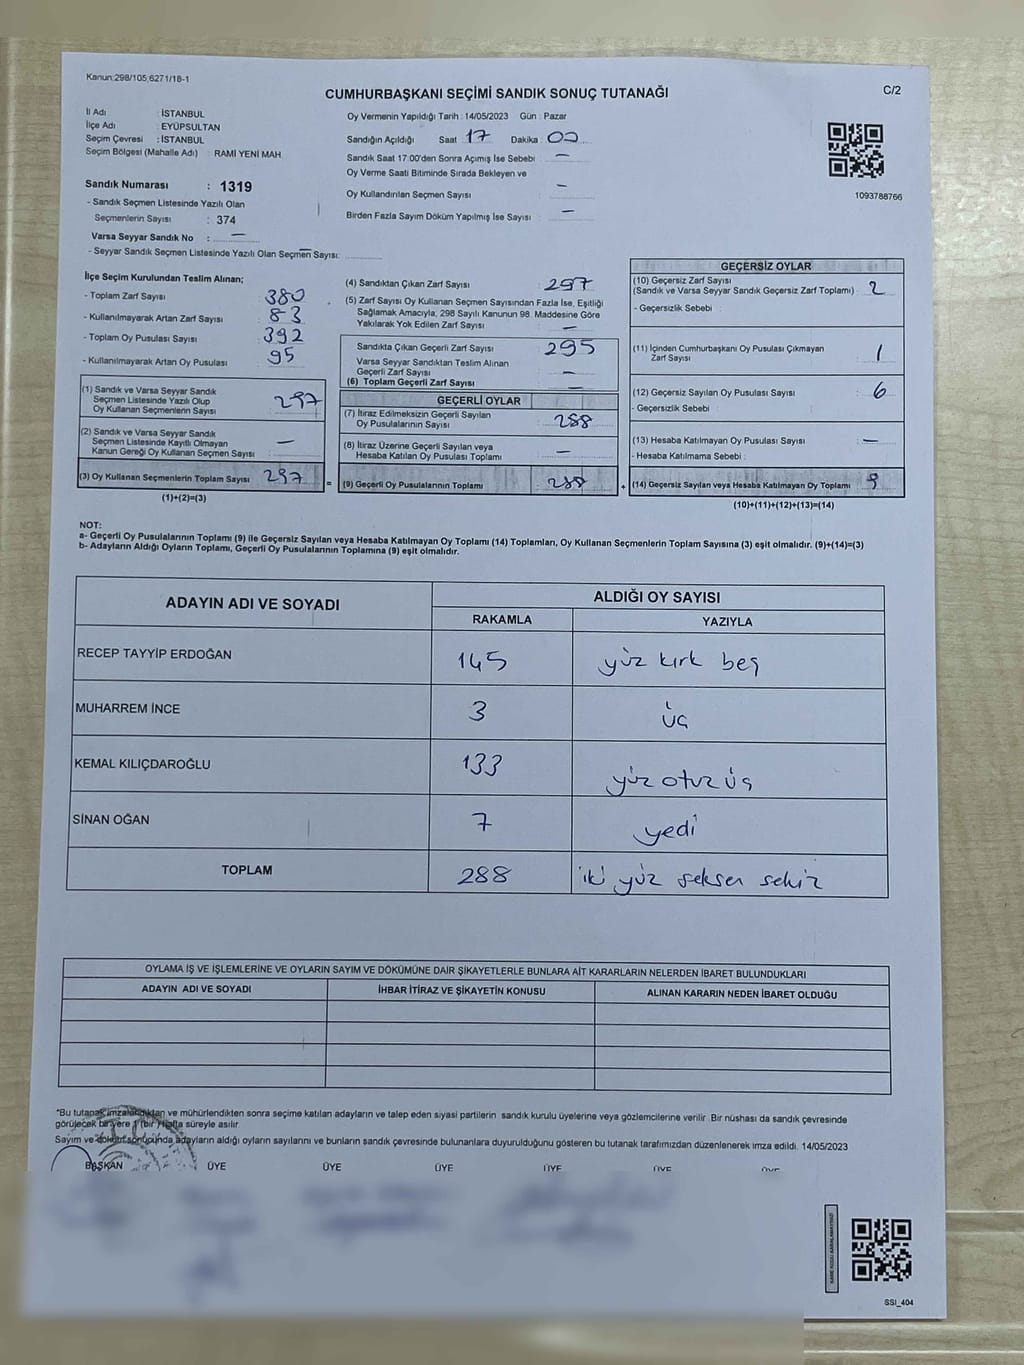 Kanun:298/105,6271/18-1
CUMHURBAŞKANI SEÇİMİ SANDIK SONUÇ TUTANAĞI
C/2
İl Adı : İSTANBUL
İlçe Adı : EYÜPSULTAN
Seçim Çevresi : İSTANBUL
Seçim Bölgesi (Mahalle Adı) : RAMİ YENİ MAH.
Oy Vermenin Yapıldığı Tarih : 14/05/2023 Gün : Pazar
Sandığın Açıldığı Saat 17 Dakika : 00
Sandık Saat 17:00'den Sonra Açımış İse Sebebi : —
Oy Verme Saati Bitiminde Sırada Bekleyen ve
Oy Kullandırılan Seçmen Sayısı : —
Birden Fazla Sayım Döküm Yapılmış İse Sayısı : —
1093788766
Sandık Numarası : 1319
- Sandık Seçmen Listesinde Yazılı Olan
Seçmenlerin Sayısı : 374
Varsa Seyyar Sandık No : —
- Seyyar Sandık Seçmen Listesinde Yazılı Olan Seçmen Sayısı: —
İlçe Seçim Kurulundan Teslim Alınan;
- Toplam Zarf Sayısı : 380
- Kullanılmayarak Artan Zarf Sayısı : 83
- Toplam Oy Pusulası Sayısı : 392
- Kullanılmayarak Artan Oy Pusulası : 95
(1) Sandık ve Varsa Seyyar Sandık
Seçmen Listesinde Yazılı Olup
Oy Kullanan Seçmenlerin Sayısı : 297
(2) Sandık ve Varsa Seyyar Sandık
Seçmen Listesinde Kayıtlı Olmayan
Kanun Gereği Oy Kullanan Seçmen Sayısı : —
(3) Oy Kullanan Seçmenlerin Toplam Sayısı : 297
(1)+(2)=(3)
(4) Sandıktan Çıkan Zarf Sayısı : 297
(5) Zarf Sayısı Oy Kullanan Seçmen Sayısından Fazla İse, Eşitliği
Sağlamak Amacıyla, 298 Sayılı Kanunun 98. Maddesine Göre
Yakılarak Yok Edilen Zarf Sayısı : —
Sandıkta Çıkan Geçerli Zarf Sayısı : 295
Varsa Seyyar Sandıktan Teslim Alınan
Geçerli Zarf Sayısı : —
(6) Toplam Geçerli Zarf Sayısı : —
GEÇERLİ OYLAR
(7) İtiraz Edilmeksizin Geçerli Sayılan
Oy Pusulalarının Sayısı : 288
(8) İtiraz Üzerine Geçerli Sayılan veya
Hesaba Katılan Oy Pusulası Toplamı : —
= (9) Geçerli Oy Pusulalarının Toplamı : 288 +
GEÇERSİZ OYLAR
(10) Geçersiz Zarf Sayısı
(Sandık ve Varsa Seyyar Sandık Geçersiz Zarf Toplamı) : 2
- Geçersizlik Sebebi :
(11) İçinden Cumhurbaşkanı Oy Pusulası Çıkmayan
Zarf Sayısı : 1
(12) Geçersiz Sayılan Oy Pusulası Sayısı : 6
- Geçersizlik Sebebi :
(13) Hesaba Katılmayan Oy Pusulası Sayısı : —
- Hesaba Katılmama Sebebi :
(14) Geçersiz Sayılan veya Hesaba Katılmayan Oy Toplamı : 9
(10)+(11)+(12)+(13)=(14)
NOT:
a- Geçerli Oy Pusulalarının Toplamı (9) ile Geçersiz Sayılan veya Hesaba Katılmayan Oy Toplamı (14) Toplamları, Oy Kullanan Seçmenlerin Toplam Sayısına (3) eşit olmalıdır. (9)+(14)=(3)
b- Adayların Aldığı Oyların Toplamı, Geçerli Oy Pusulalarının Toplamına (9) eşit olmalıdır.
ADAYIN ADI VE SOYADI ALDIĞI OY SAYISI
RAKAMLA YAZIYLA
RECEP TAYYİP ERDOĞAN 145 yüz kırk beş
MUHARREM İNCE 3 üç
KEMAL KILIÇDAROĞLU 133 yüz otuz üç
SİNAN OĞAN 7 yedi
TOPLAM 288 iki yüz seksen sekiz
OYLAMA İŞ VE İŞLEMLERİNE VE OYLARIN SAYIM VE DÖKÜMÜNE DAİR ŞİKAYETLERLE BUNLARA AİT KARARLARIN NELERDEN İBARET BULUNDUKLARI
ADAYIN ADI VE SOYADI İHBAR İTİRAZ VE ŞİKAYETİN KONUSU ALINAN KARARIN NEDEN İBARET OLDUĞU
*Bu tutanak imzalandıktan ve mühürlendikten sonra seçime katılan adayların ve talep eden siyasi partilerin sandık kurulu üyelerine veya gözlemcilerine verilir. Bir nüshası da sandık çevresinde
görülecek bir yere 1 (bir) hafta süreyle asılır.
Sayım ve döküm sonucunda adayların aldığı oyların sayılarını ve bunların sandık çevresinde bulunanlara duyurulduğunu gösteren bu tutanak tarafımızdan düzenlenerek imza edildi. 14/05/2023
BAŞKAN ÜYE ÜYE ÜYE ÜYE ÜYE ÜYE
SSI_404